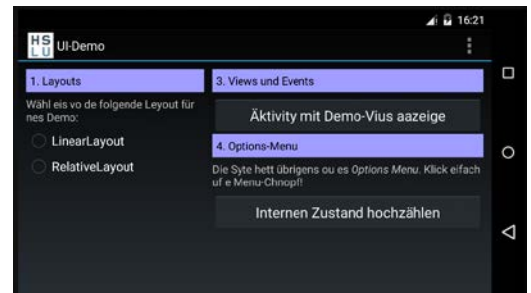 16:21
HS
LU
UI-Demo
1. Layouts
Wähl eis vo de folgende Leyout für
nes Demo:
LinearLayout
RelativeLayout
3. Views und Events
Äktivity mit Demo-Vius aazeige
4. Options-Menu
Die Syte hett übrigens ou es Options Menu. Klick eifach
uf e Menu-Chnopf!
Internen Zustand hochzählen